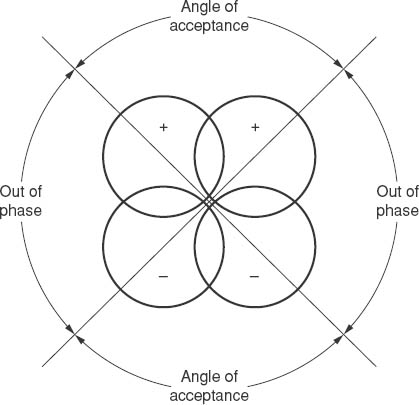 Angle of
acceptance
+ +
Out of
phase
Out of
phase
– –
Angle of
acceptance